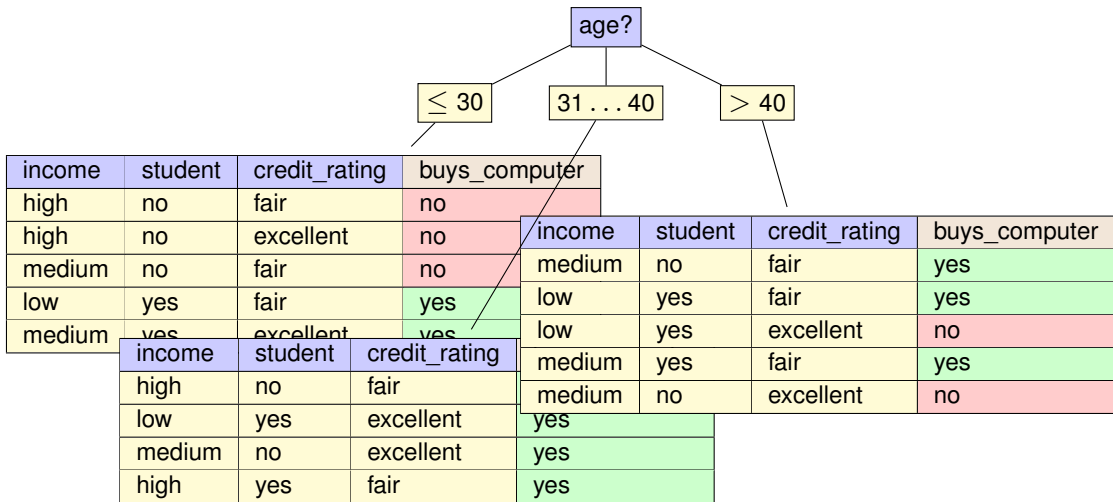 age?
≤ 30
31 . . . 40
> 40
income student credit_rating buys_computer
high no fair no
high no excellent no
medium no fair no
low yes fair yes
medium yes excellent yes
income student credit_rating
high no fair
low yes excellent yes
medium no excellent yes
high yes fair yes
income student credit_rating buys_computer
medium no fair yes
low yes fair yes
low yes excellent no
medium yes fair yes
medium no excellent no